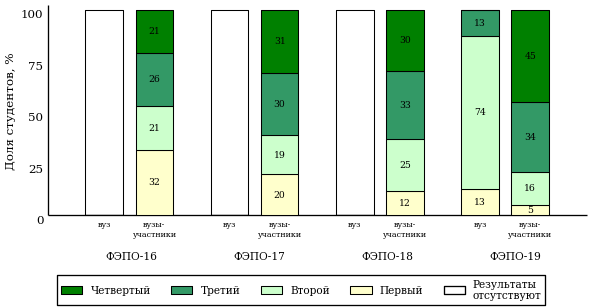 100
75
50
25
0
Доля студентов, %
21
26
21
32
31
30
19
20
30
33
25
12
13
74
13
45
34
16
5
вуз
вузы-
участники
вуз
вузы-
участники
вуз
вузы-
участники
вуз
вузы-
участники
ФЭПО-16
ФЭПО-17
ФЭПО-18
ФЭПО-19
Четвертый
Третий
Второй
Первый
Результаты
отсутствуют